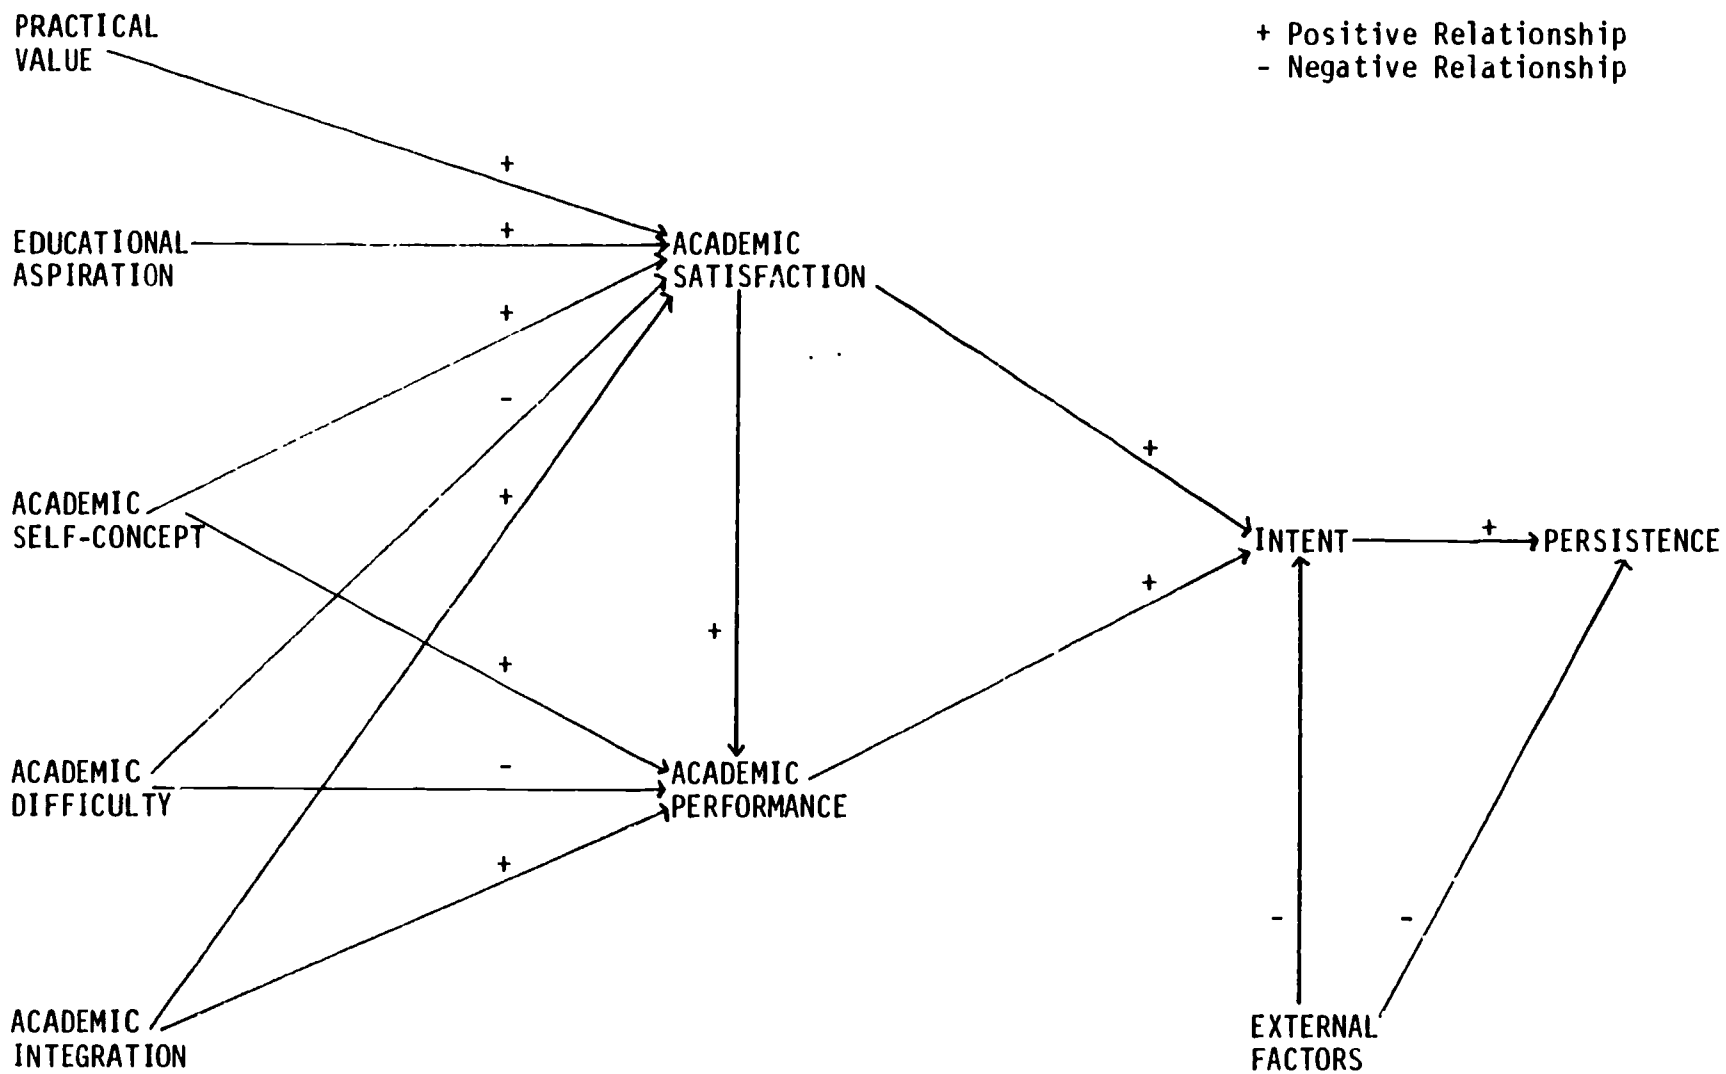 PRACTICAL
VALUE
+ Positive Relationship
- Negative Relationship
+
+
EDUCATIONAL
ASPIRATION
ACADEMIC
SATISFACTION
+
-
+
+
ACADEMIC
SELF-CONCEPT
INTENT
+
PERSISTENCE
+
+
+
-
ACADEMIC
DIFFICULTY
ACADEMIC
PERFORMANCE
+
-
-
ACADEMIC
INTEGRATION
EXTERNAL
FACTORS